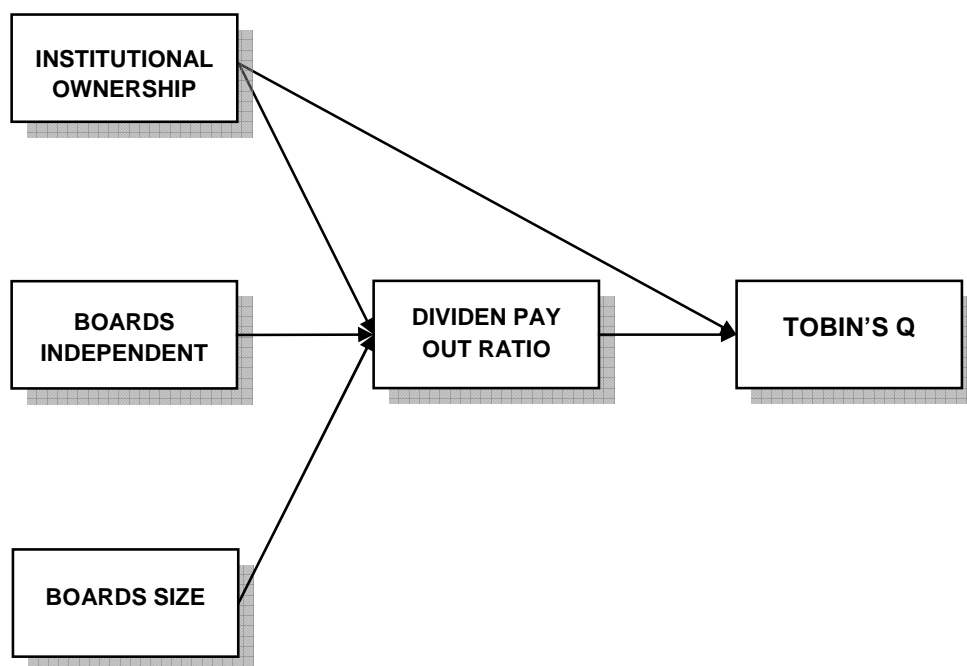 INSTITUTIONAL
OWNERSHIP
BOARDS
INDEPENDENT
DIVIDEN PAY
OUT RATIO
TOBIN’S Q
BOARDS SIZE